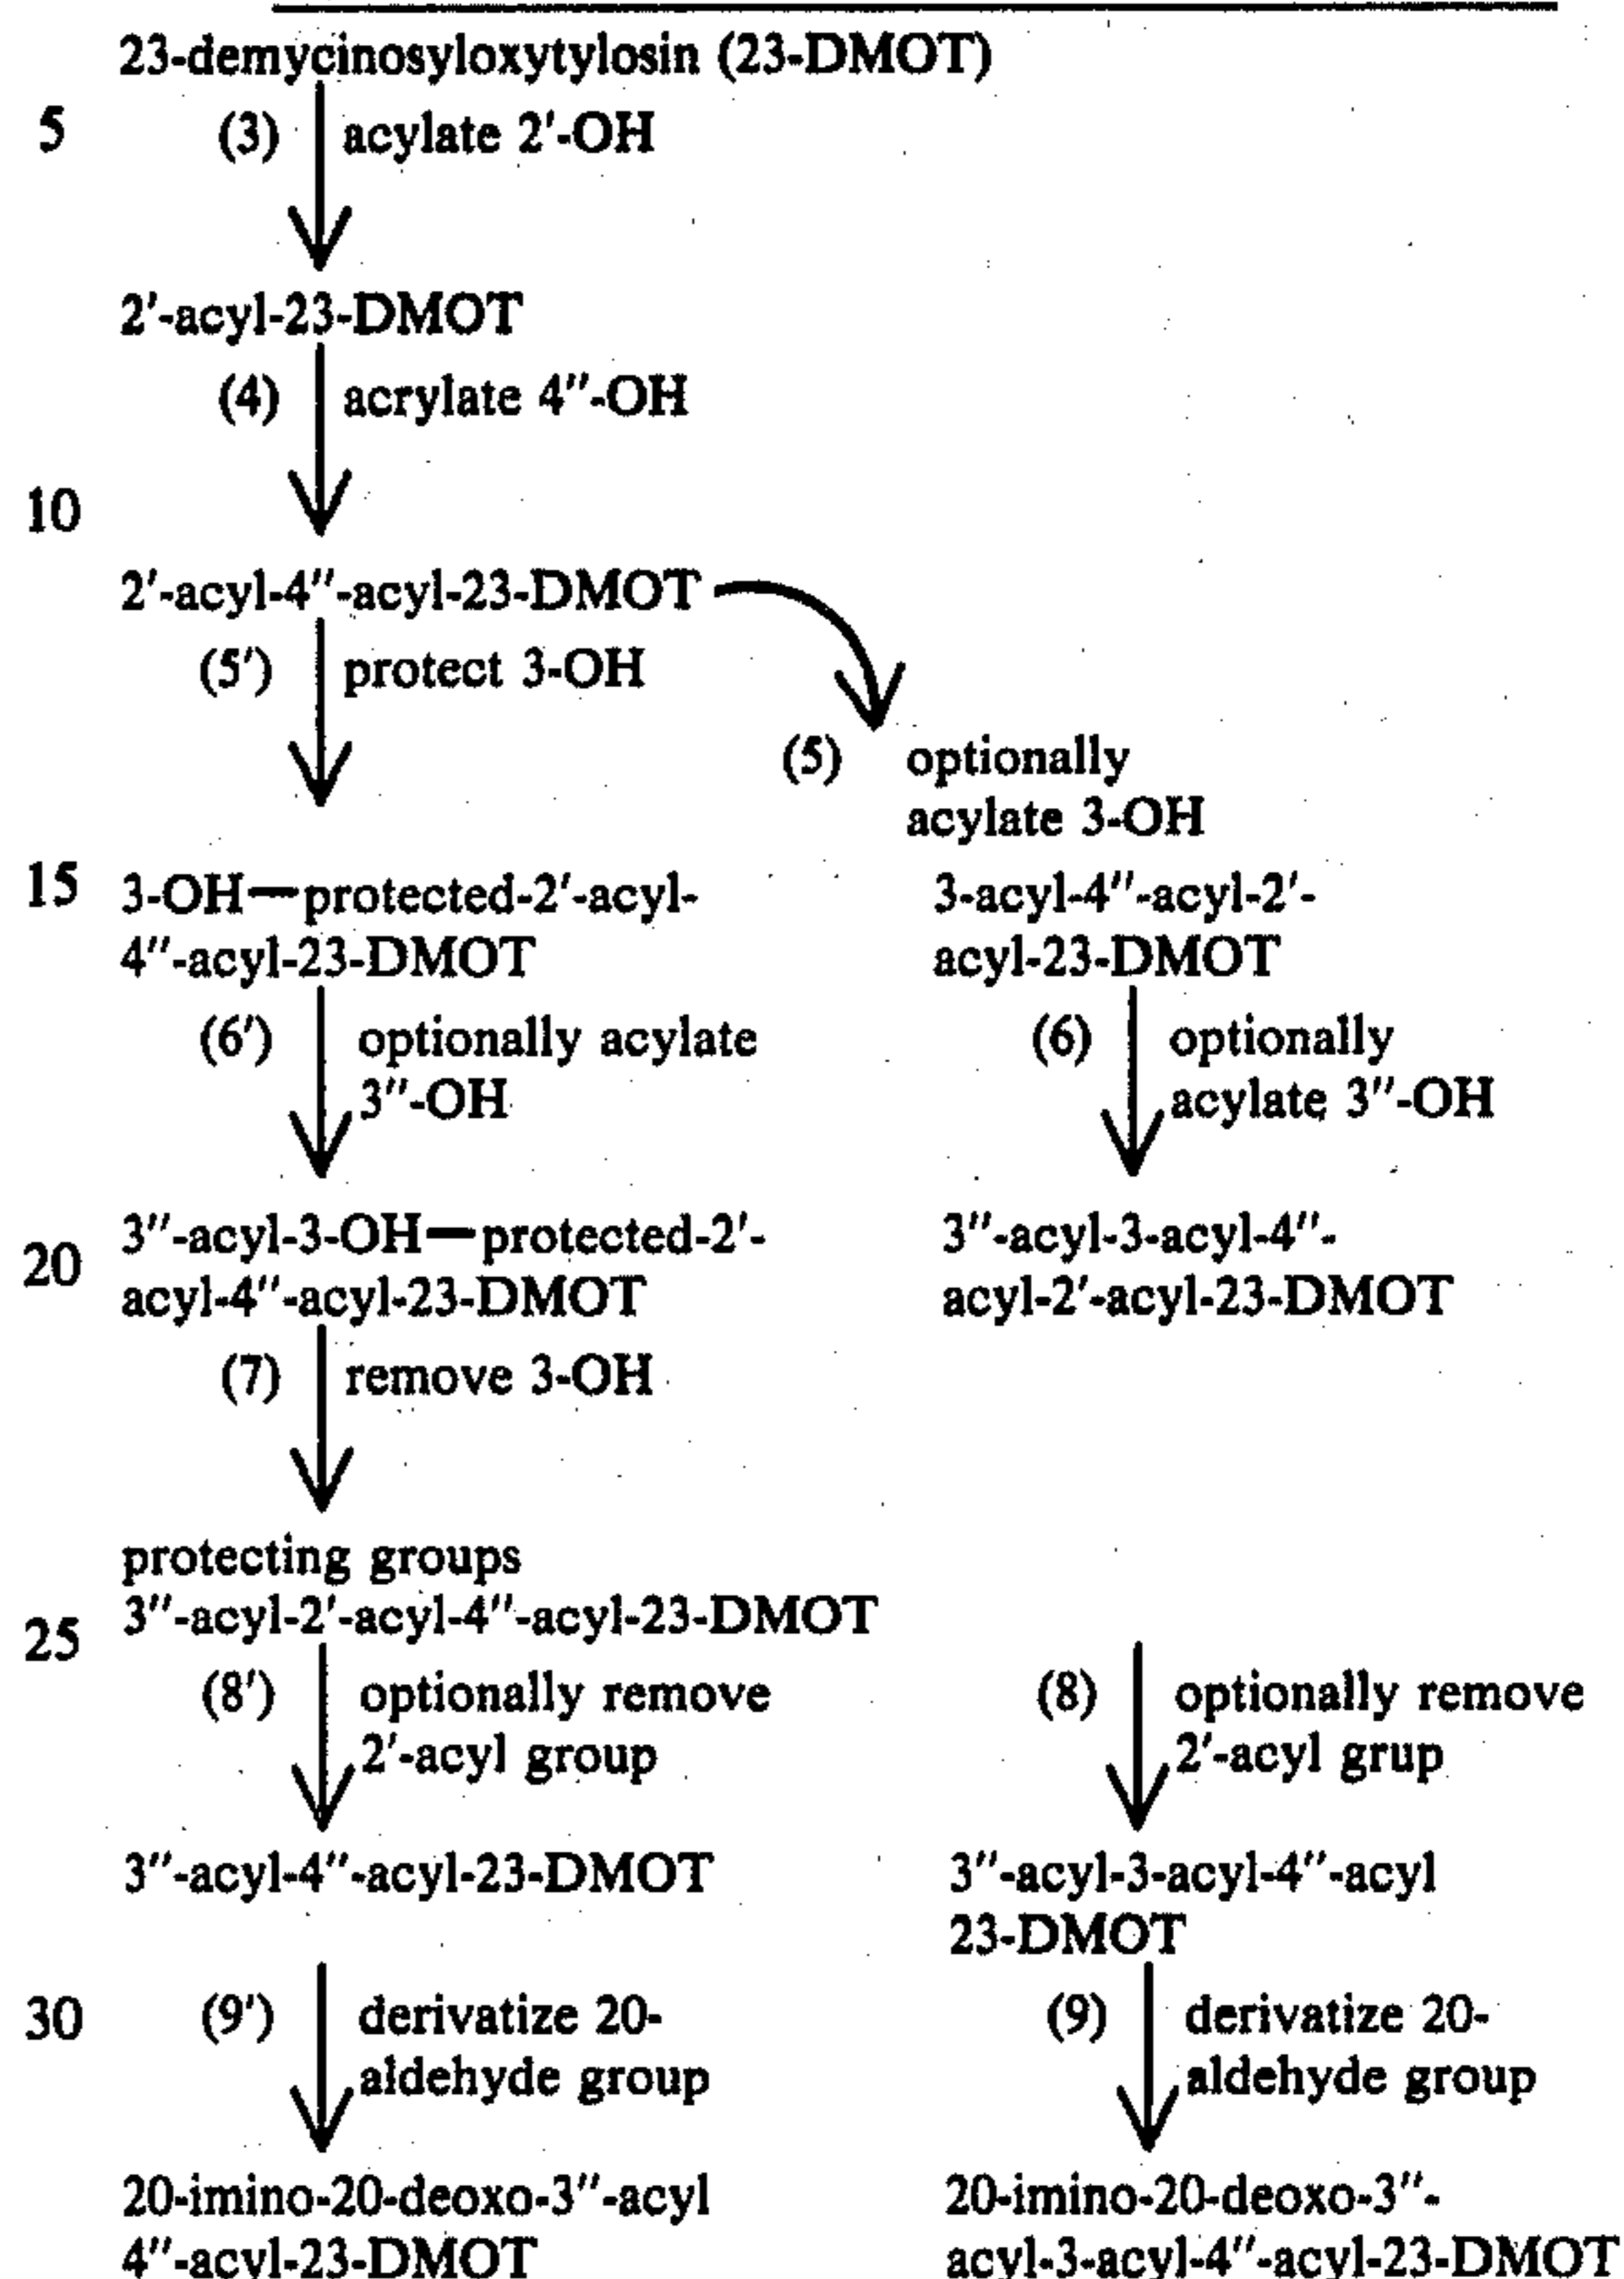 23-demycinosyloxytylosin (23-DMOT)
5 (3) acylate 2'-OH
2'-acyl-23-DMOT
(4) acrylate 4"-OH
10
2'-acyl-4"-acyl-23-DMOT
(5') protect 3-OH
(5) optionally
acylate 3-OH
15 3-OH—protected-2'-acyl- 3-acyl-4"-acyl-2'-
4"-acyl-23-DMOT acyl-23-DMOT
(6') optionally acylate (6) optionally
3"-OH acylate 3"-OH
20 3"-acyl-3-OH—protected-2'- 3"-acyl-3-acyl-4"-
acyl-4"-acyl-23-DMOT acyl-2'-acyl-23-DMOT
(7) remove 3-OH
protecting groups
25 3"-acyl-2'-acyl-4"-acyl-23-DMOT
(8') optionally remove (8) optionally remove
2'-acyl group 2'-acyl grup
3"-acyl-4"-acyl-23-DMOT 3"-acyl-3-acyl-4"-acyl
23-DMOT
30 (9') derivatize 20- (9) derivatize 20-
aldehyde group aldehyde group
20-imino-20-deoxo-3"-acyl 20-imino-20-deoxo-3"-
4"-acyl-23-DMOT acyl-3-acyl-4"-acyl-23-DMOT